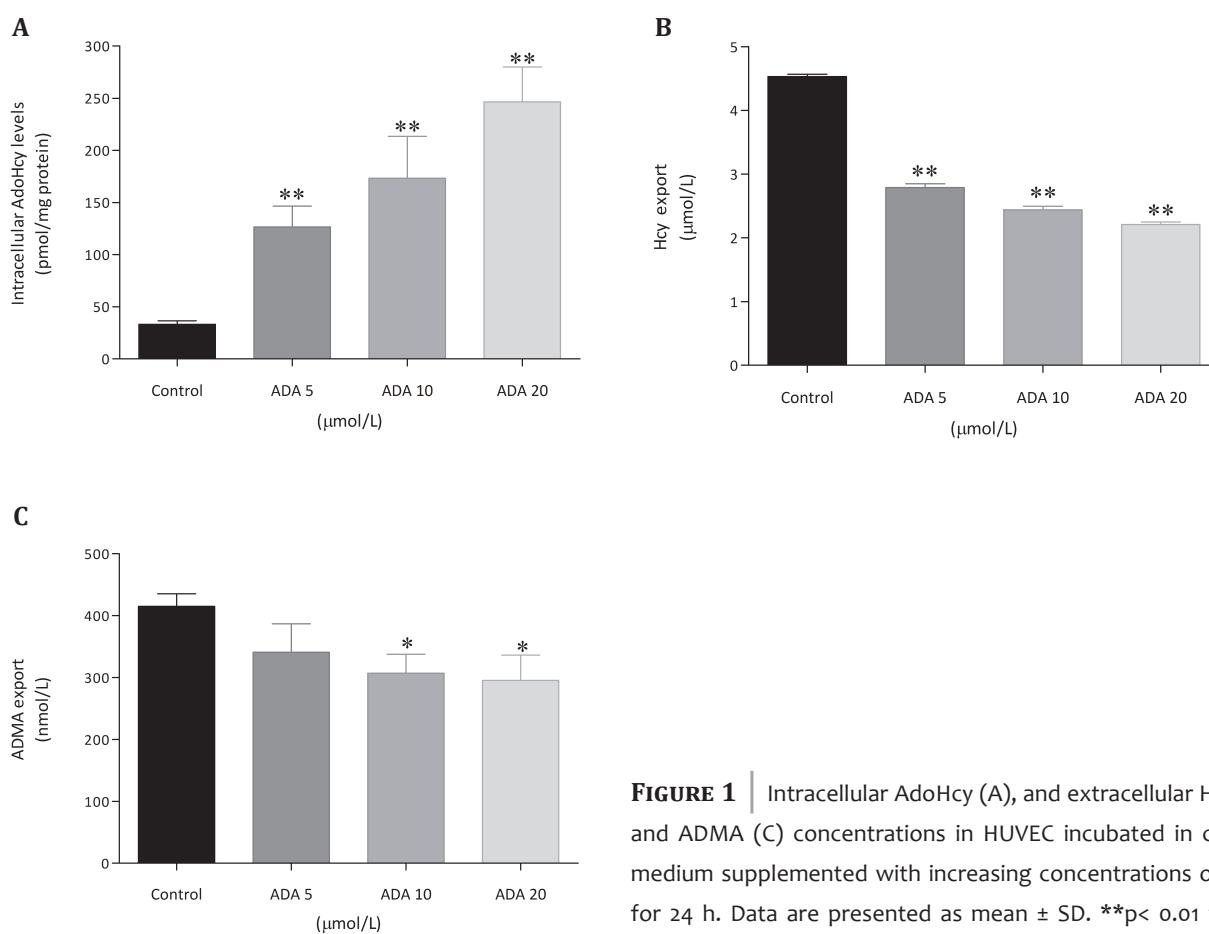 A
Intracellular AdoHcy levels
(pmol/mg protein)
300
250
200
150
100
50
0
**
**
**
Control ADA 5 ADA 10 ADA 20
(μmol/L)
B
Hcy export
(μmol/L)
5
4
3
2
1
0
**
**
**
Control ADA 5 ADA 10 ADA 20
(μmol/L)
C
ADMA export
(nmol/L)
500
400
300
200
100
0
*
*
Control ADA 5 ADA 10 ADA 20
(μmol/L)
FIGURE 1 | Intracellular AdoHcy (A), and extracellular
and ADMA (C) concentrations in HUVEC incubated in
medium supplemented with increasing concentrations
for 24 h. Data are presented as mean ± SD. **p< 0.01